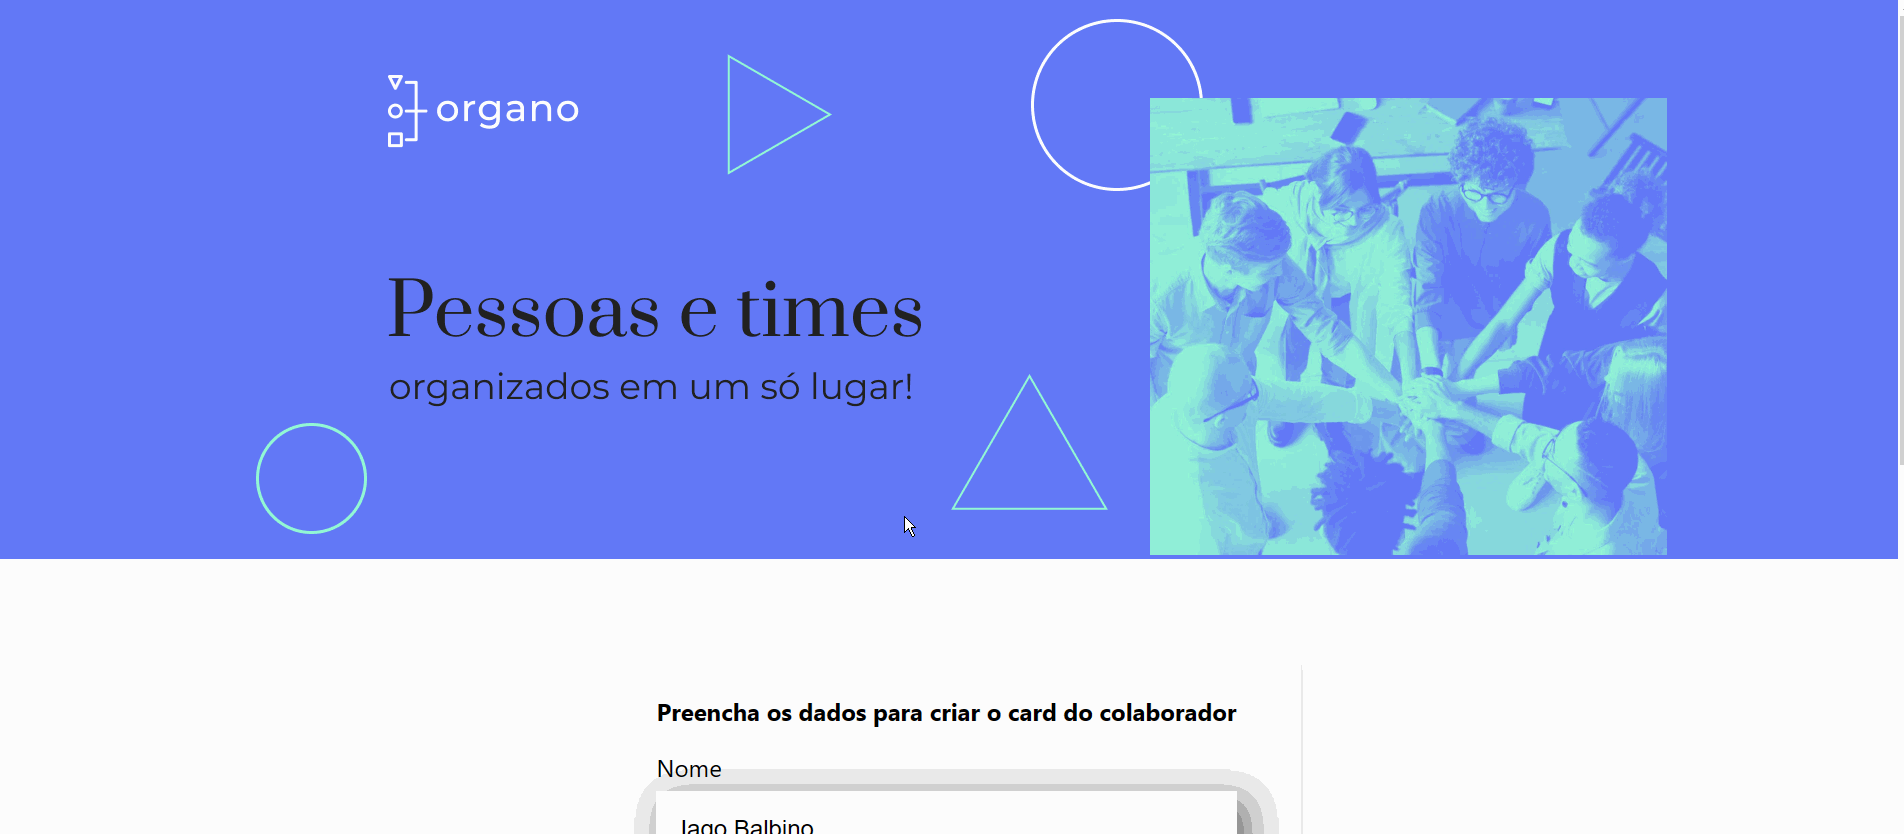 organo
Pessoas e times
organizados em um só lugar!
Preencha os dados para criar o card do colaborador
Nome
Iago Balbino